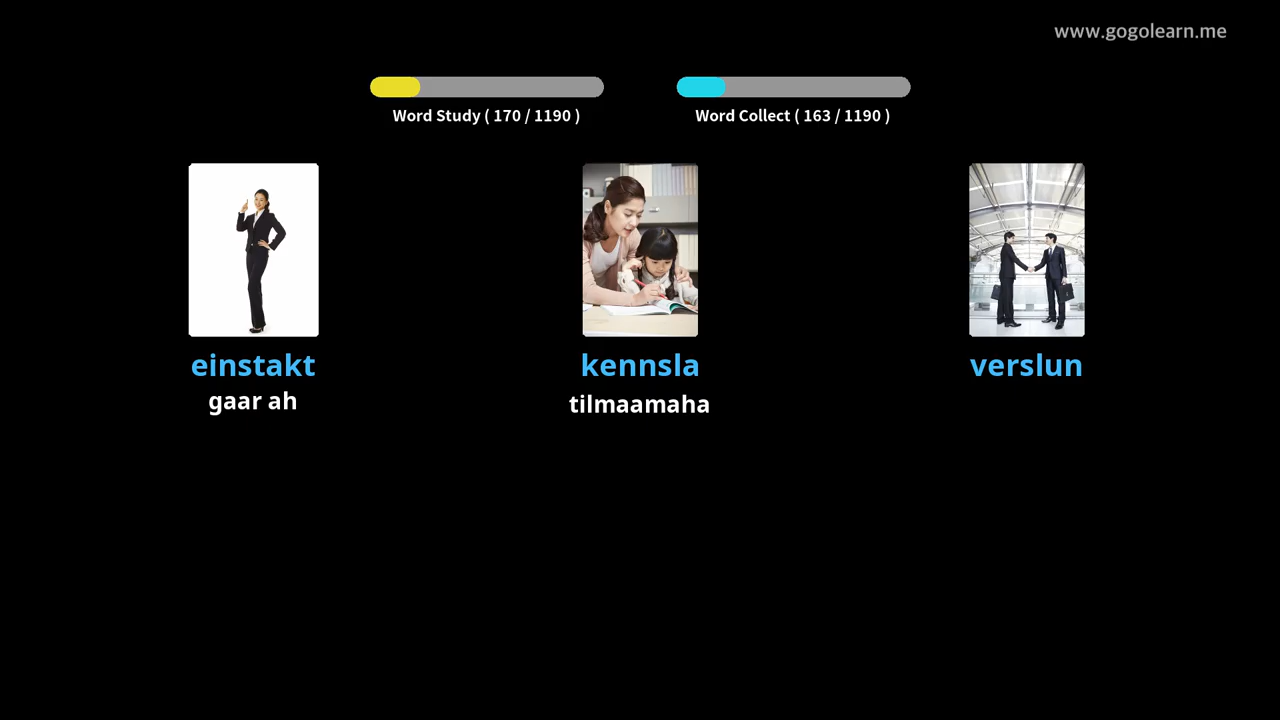 www.gogolearn.me
Word Study ( 170 / 1190 )
Word Collect ( 163 / 1190 )
einstakt
gaar ah
kennsla
tilmaamaha
verslun